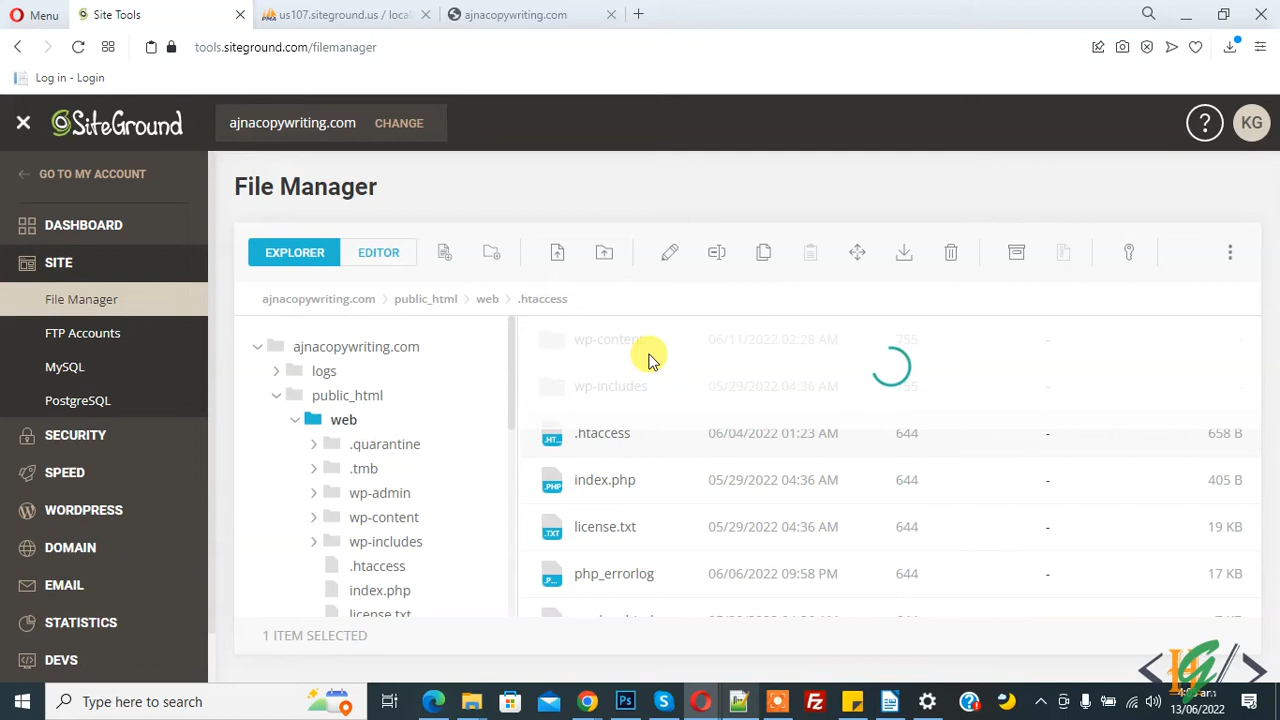 Menu
Site Tools
us107.siteground.us / local
ajnacopywriting.com
tools.siteground.com/filemanager
Log in - Login
SiteGround
ajnacopywriting.com
CHANGE
?
KG
GO TO MY ACCOUNT
DASHBOARD
SITE
File Manager
FTP Accounts
MySQL
PostgreSQL
SECURITY
SPEED
WORDPRESS
DOMAIN
EMAIL
STATISTICS
DEVS
File Manager
EXPLORER
EDITOR
ajnacopywriting.com > public_html > web > .htaccess
ajnacopywriting.com
logs
public_html
web
.quarantine
.tmb
wp-admin
wp-content
wp-includes
.htaccess
index.php
license.txt
wp-content 06/11/2022 02:28 AM 755 - -
wp-includes 05/29/2022 04:36 AM 755 - -
.htaccess 06/04/2022 01:23 AM 644 - 658 B
index.php 05/29/2022 04:36 AM 644 - 405 B
license.txt 05/29/2022 04:36 AM 644 - 19 KB
php_errorlog 06/06/2022 09:58 PM 644 - 17 KB
1 ITEM SELECTED
Type here to search
13/06/2022